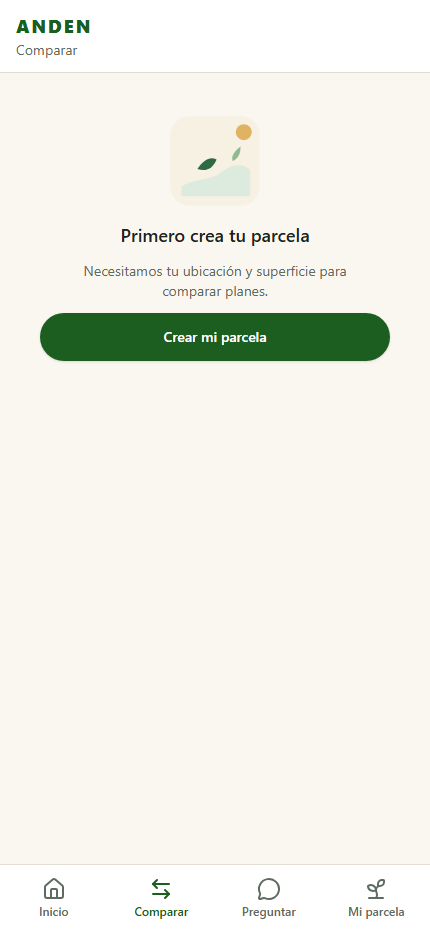 ANDEN
Comparar
Primero crea tu parcela
Necesitamos tu ubicación y superficie para
comparar planes.
Crear mi parcela
Inicio
Comparar
Preguntar
Mi parcela